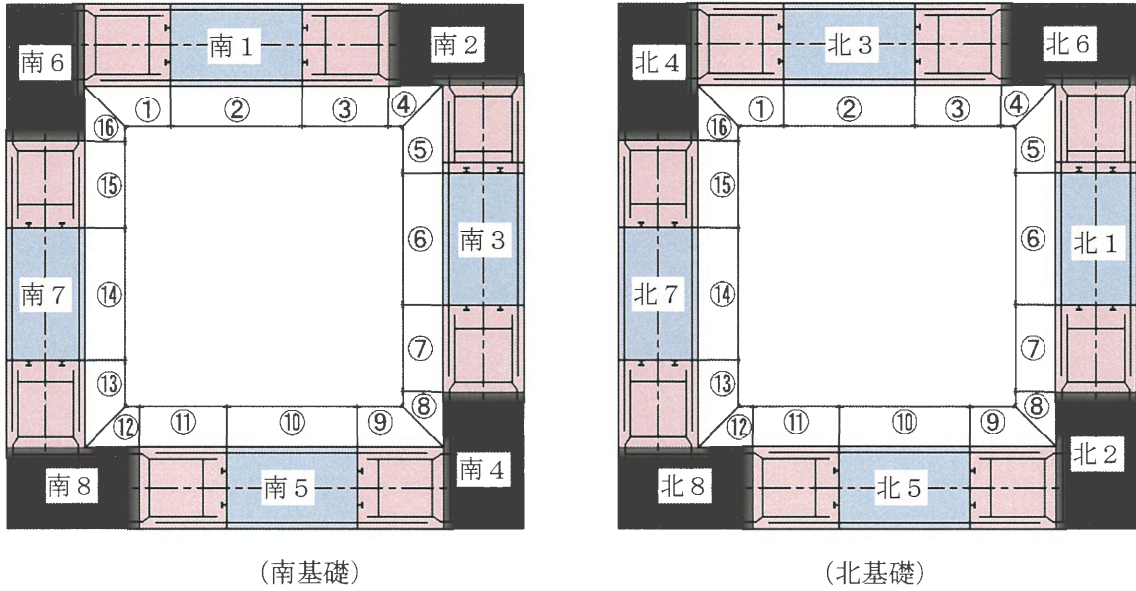 南6
南1
南2
① ② ③ ④
⑯
⑤
⑮
⑥
南3
南7
⑭
⑦
⑬
⑧
⑫ ⑪ ⑩ ⑨
南8
南5
南4
(南基礎)
北4
北3
北6
① ② ③ ④
⑯
⑤
⑮
⑥
北1
北7
⑭
⑦
⑬
⑧
⑫ ⑪ ⑩ ⑨
北8
北5
北2
(北基礎)